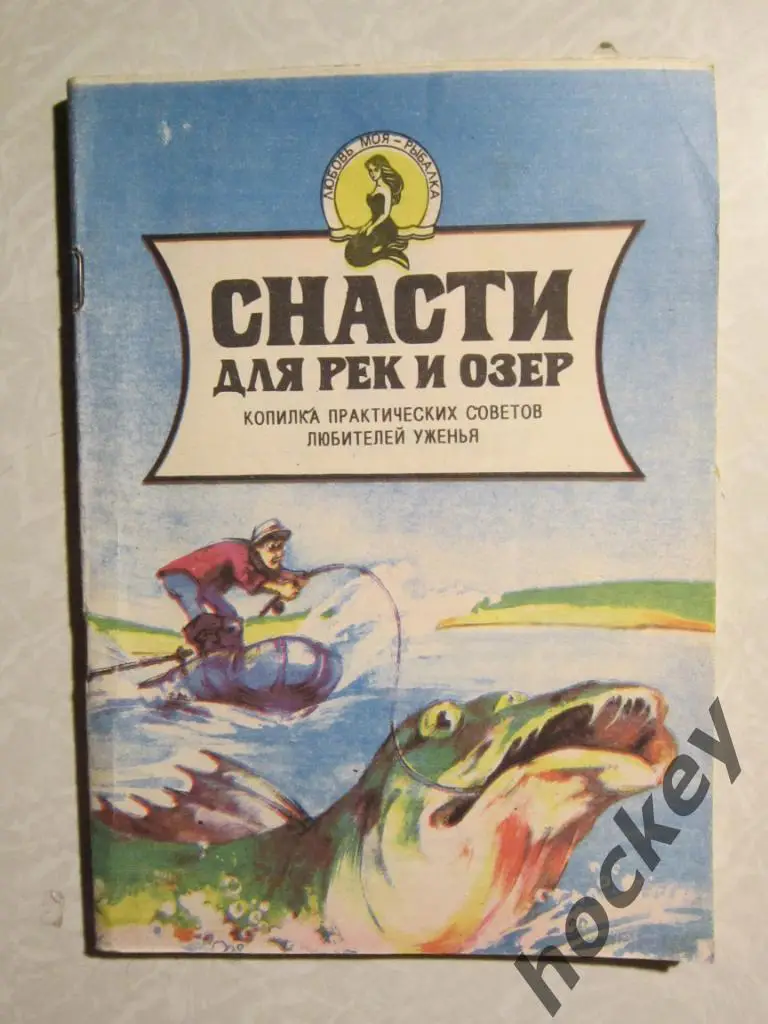 ЛЮБОВЬ МОЯ - РЫБАЛКА
СНАСТИ
ДЛЯ РЕК И ОЗЕР
КОПИЛКА ПРАКТИЧЕСКИХ СОВЕТОВ
ЛЮБИТЕЛЕЙ УЖЕНЬЯ
hockey